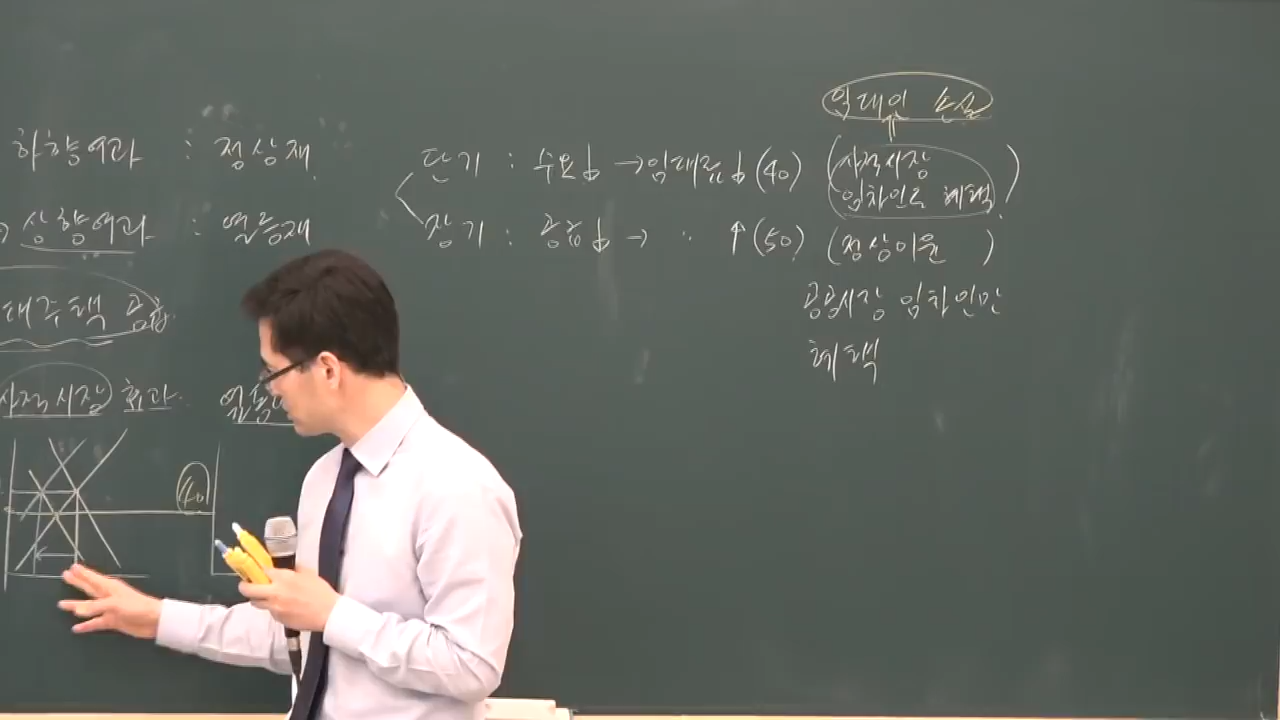 하향여과 : 정상재
상향여과 : 열등재
대주택 공급
사적시장 효과
40
임대인 손실
단기 : 수요↓ → 임대료↓ (40) (사적시장 임차인도 혜택)
장기 : 공급↓ → 〃 ↑ (50) (정상이윤)
공공시장 임차인만
혜택